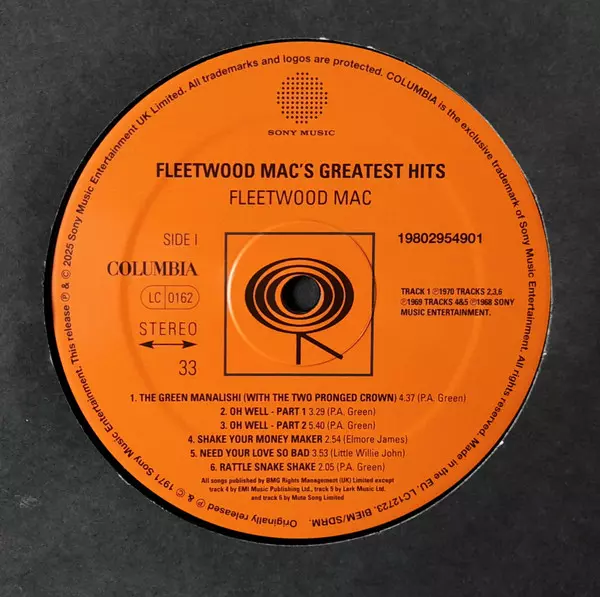 Originally released ℗ 1971 Sony Music Entertainment. This release ℗ & © 2025 Sony Music Entertainment UK Limited. All trademarks and logos are protected. COLUMBIA is the exclusive trademark of Sony Music Entertainment. All rights reserved. Made in the EU. LC12723. BIEM/SDRM.
SONY MUSIC
FLEETWOOD MAC'S GREATEST HITS
FLEETWOOD MAC
SIDE I
19802954901
COLUMBIA
LC 0162
STEREO
33
TRACK 1 ℗1970 TRACKS 2,3,6
℗1969 TRACKS 4&5 ℗1968 SONY
MUSIC ENTERTAINMENT.
1. THE GREEN MANALISHI (WITH THE TWO PRONGED CROWN) 4.37 (P.A. Green)
2. OH WELL - PART 1 3.29 (P.A. Green)
3. OH WELL - PART 2 5.40 (P.A. Green)
4. SHAKE YOUR MONEY MAKER 2.54 (Elmore James)
5. NEED YOUR LOVE SO BAD 3.53 (Little Willie John)
6. RATTLE SNAKE SHAKE 2.05 (P.A. Green)
All songs published by BMG Rights Management (UK) Limited except
track 4 by EMI Music Publishing Ltd., track 5 by Lark Music Ltd.
and track 6 by Mute Song Limited